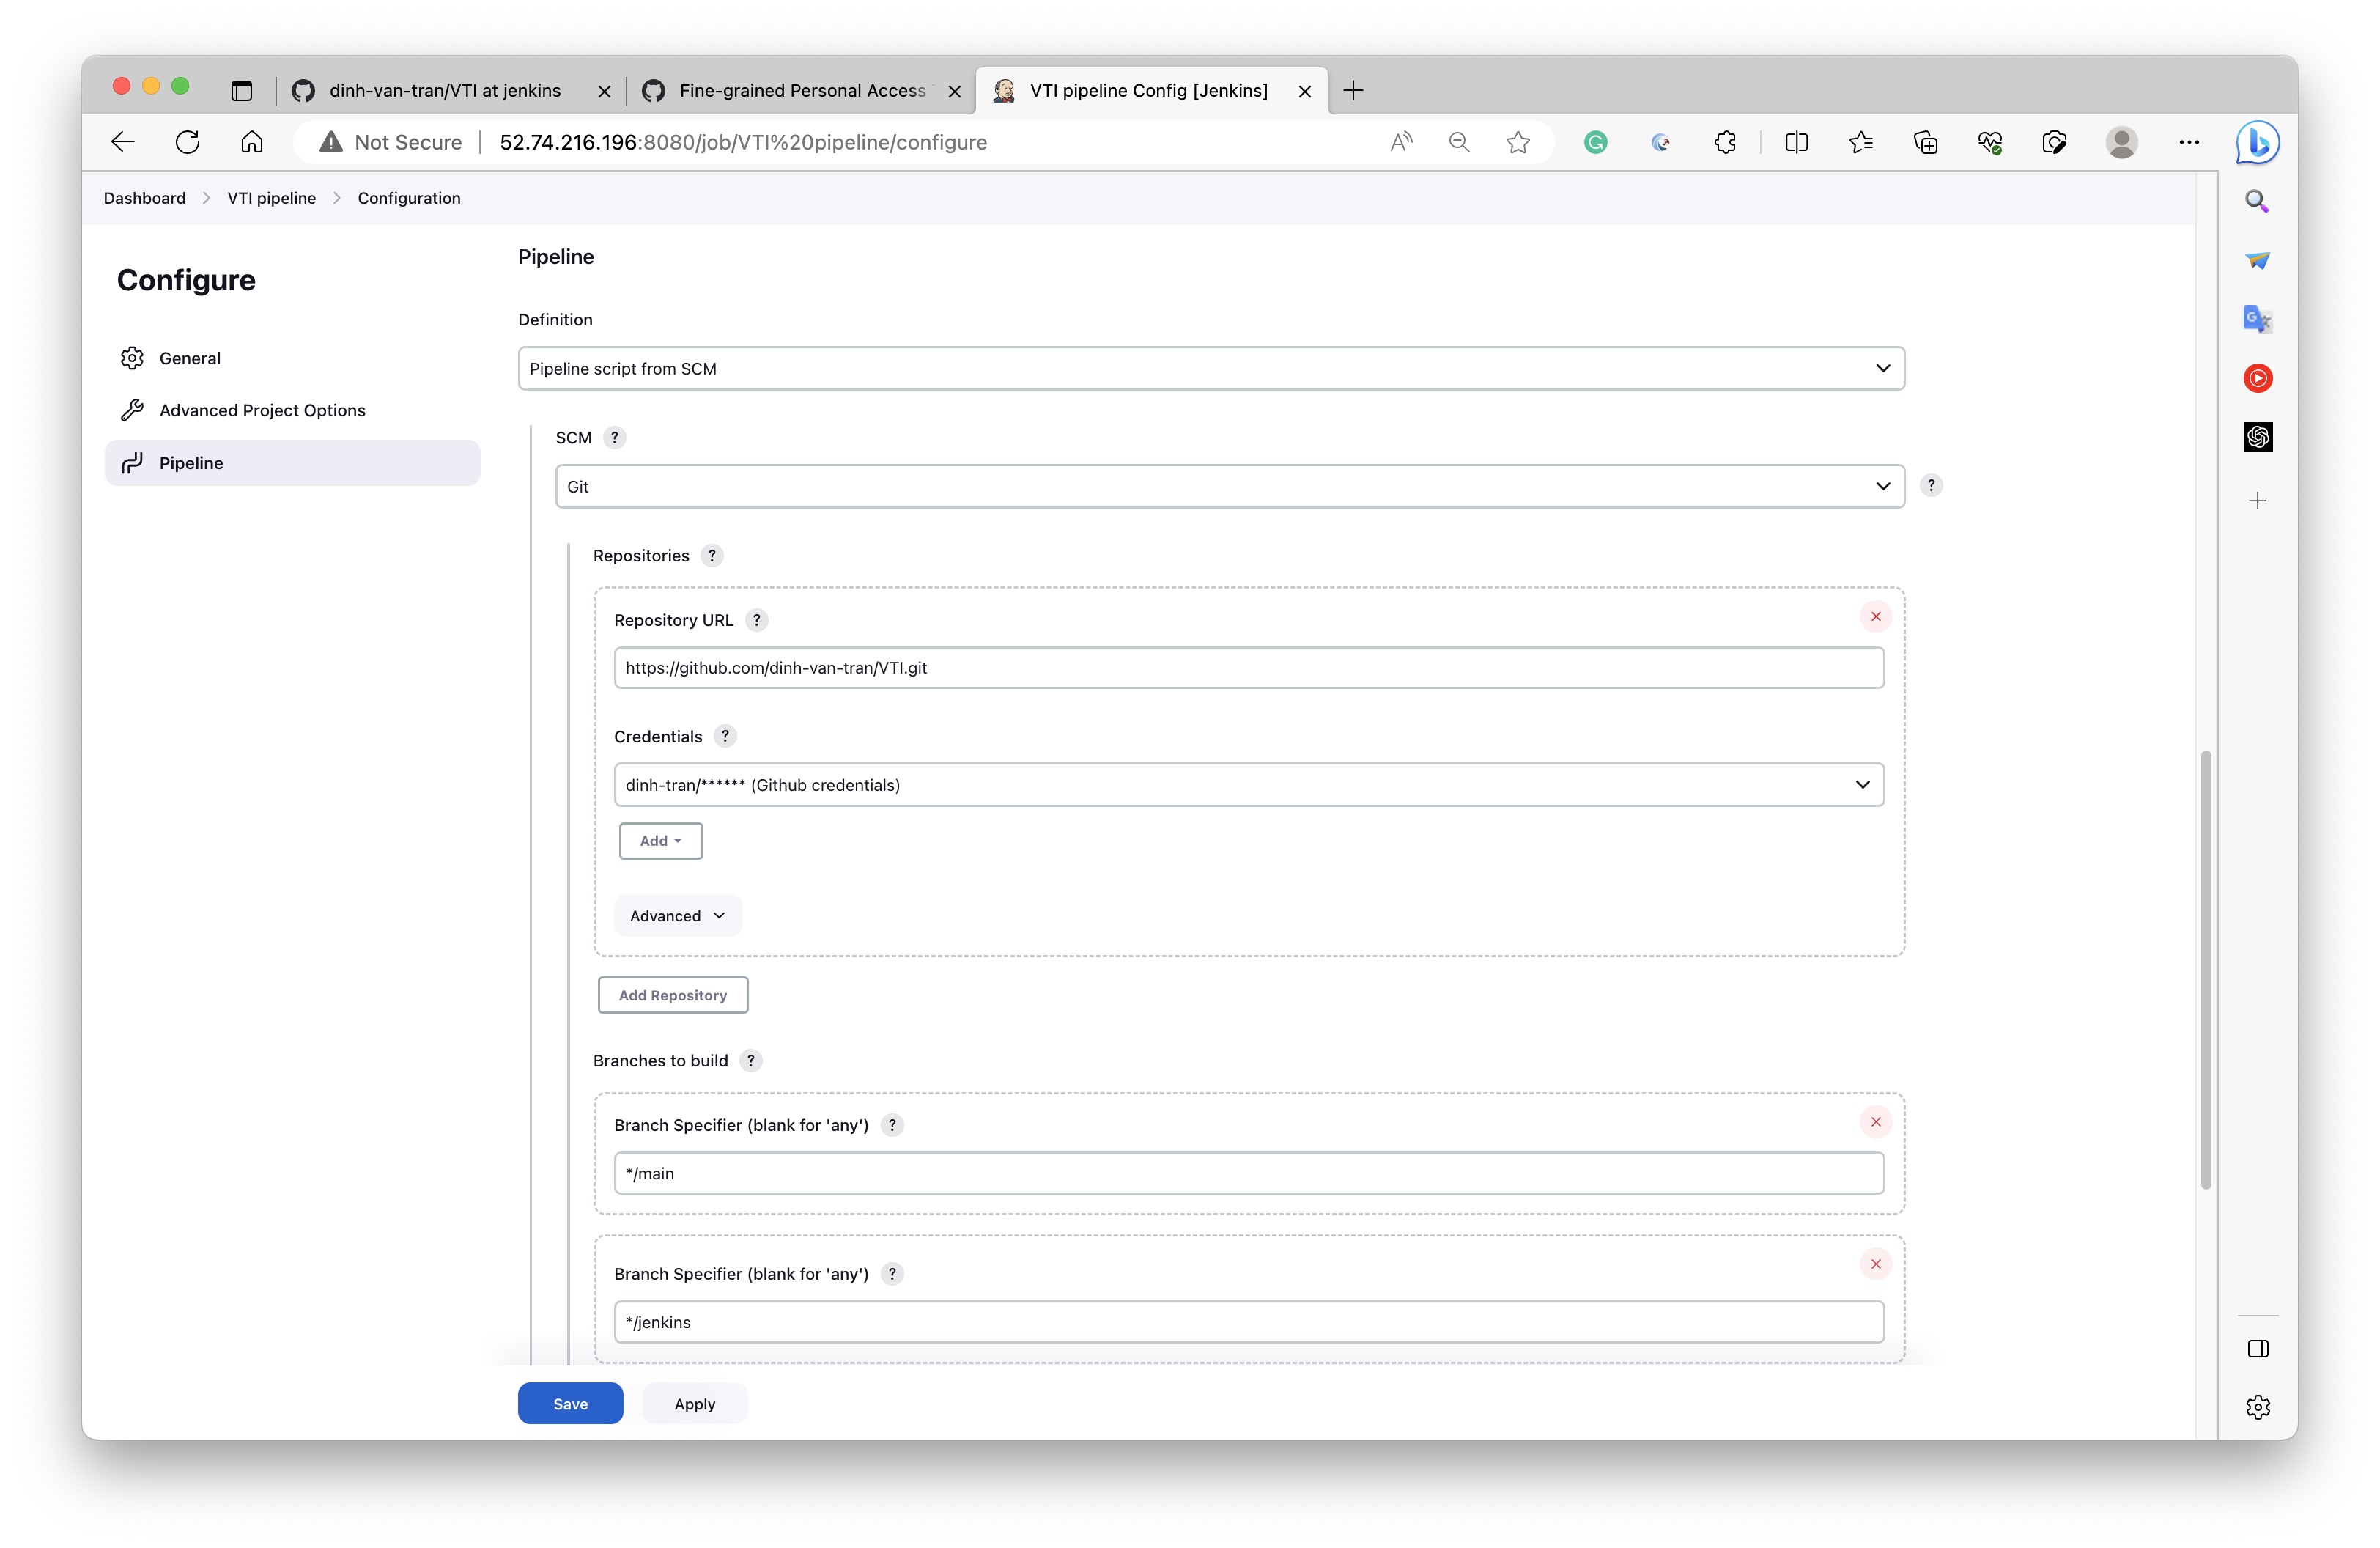 dinh-van-tran/VTI at jenkins
Fine-grained Personal Access
VTI pipeline Config [Jenkins]
Not Secure
52.74.216.196:8080/job/VTI%20pipeline/configure
Dashboard > VTI pipeline > Configuration
Configure
General
Advanced Project Options
Pipeline
Pipeline
Definition
Pipeline script from SCM
SCM ?
Git
?
Repositories ?
Repository URL ?
https://github.com/dinh-van-tran/VTI.git
Credentials ?
dinh-tran/****** (Github credentials)
Add
Advanced
Add Repository
Branches to build ?
Branch Specifier (blank for 'any') ?
*/main
Branch Specifier (blank for 'any') ?
*/jenkins
Save
Apply